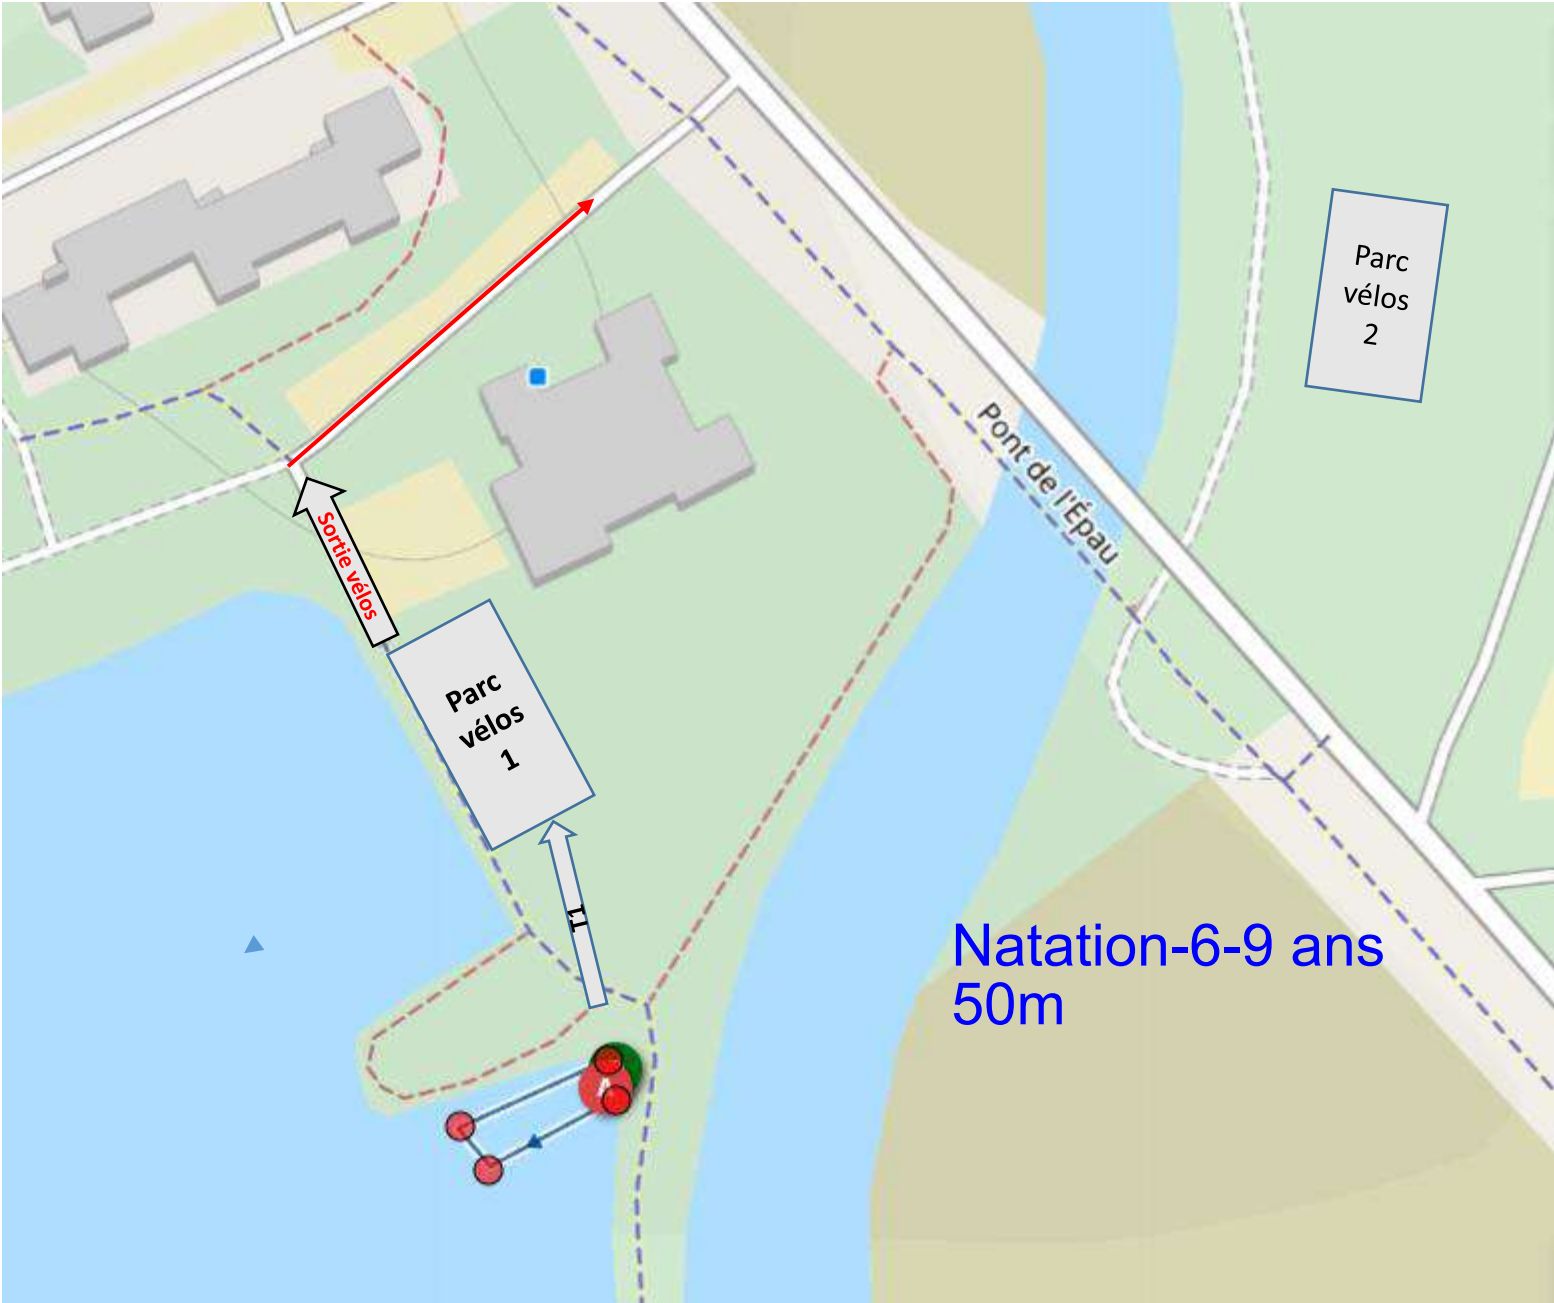 Parc
vélos
2
Pont de l'Épau
Sortie vélos
Parc
vélos
1
T1
Natation-6-9 ans
50m